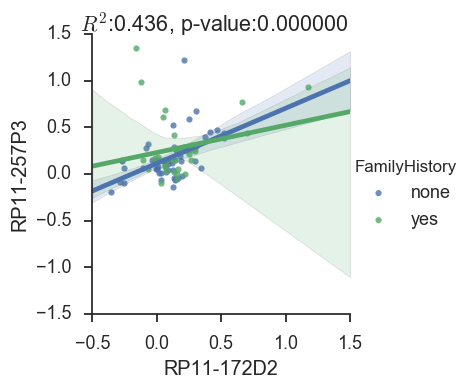 R²:0.436, p-value:0.000000
1.5
1.0
0.5
0.0
−0.5
−1.0
−1.5
RP11-257P3
−0.5 0.0 0.5 1.0 1.5
RP11-172D2
FamilyHistory
none
yes